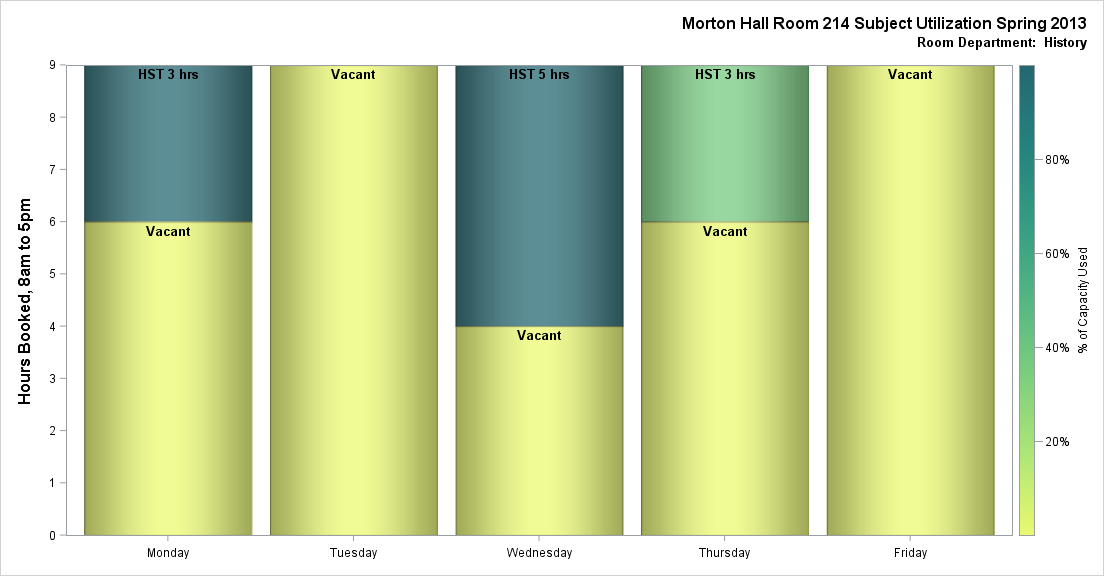 Morton Hall Room 214 Subject Utilization Spring 2013
Room Department:  History
Hours Booked, 8am to 5pm
9
8
7
6
5
4
3
2
1
0
HST 3 hrs
Vacant
Vacant
HST 5 hrs
Vacant
HST 3 hrs
Vacant
Vacant
Monday
Tuesday
Wednesday
Thursday
Friday
80%
60%
40%
20%
% of Capacity Used